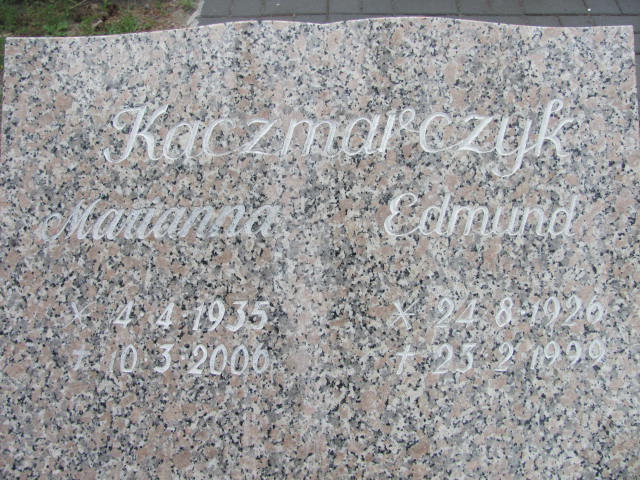 Kaczmarczyk
Marianna
* 4 4 1935
† 10 3 2006
Edmund
* 24 8 1926
† 23 2 1999